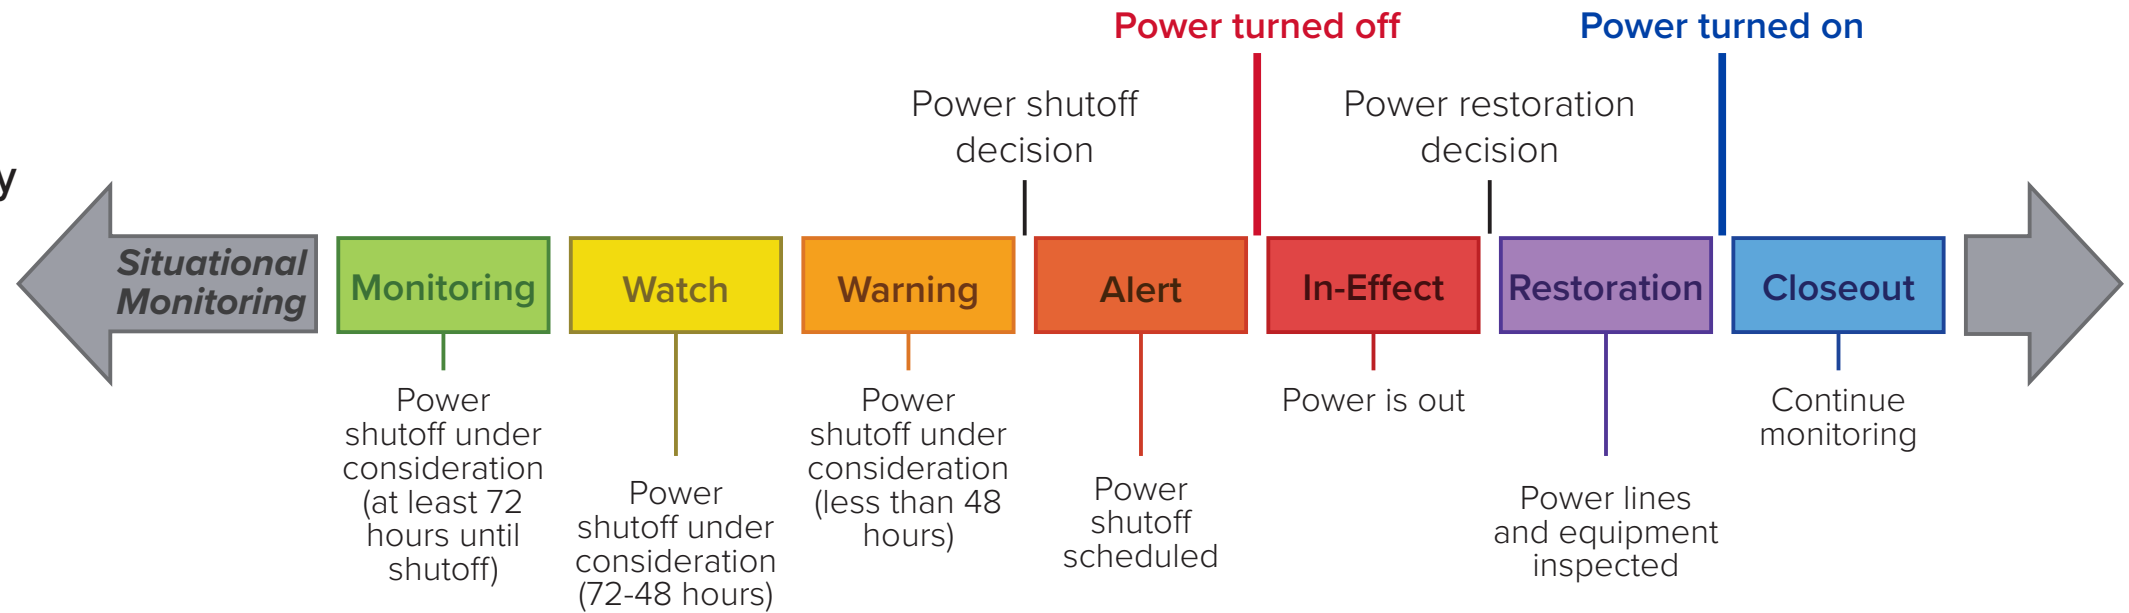 Power turned off
Power turned on
Power shutoff
decision
Power restoration
decision
y
Situational
Monitoring
Monitoring
Watch
Warning
Alert
In-Effect
Restoration
Closeout
Power
shutoff under
consideration
(at least 72
hours until
shutoff)
Power
shutoff under
consideration
(72-48 hours)
Power
shutoff under
consideration
(less than 48
hours)
Power
shutoff
scheduled
Power is out
Power lines
and equipment
inspected
Continue
monitoring